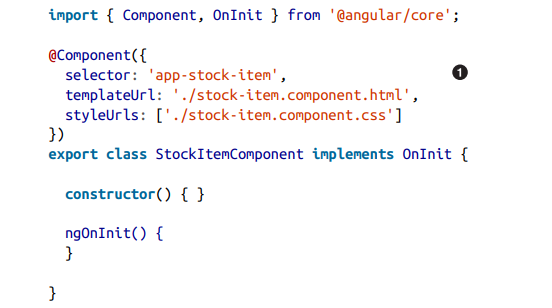 import { Component, OnInit } from '@angular/core';
@Component({
selector: 'app-stock-item', 1
templateUrl: './stock-item.component.html',
styleUrls: ['./stock-item.component.css']
})
export class StockItemComponent implements OnInit {
constructor() { }
ngOnInit() {
}
}